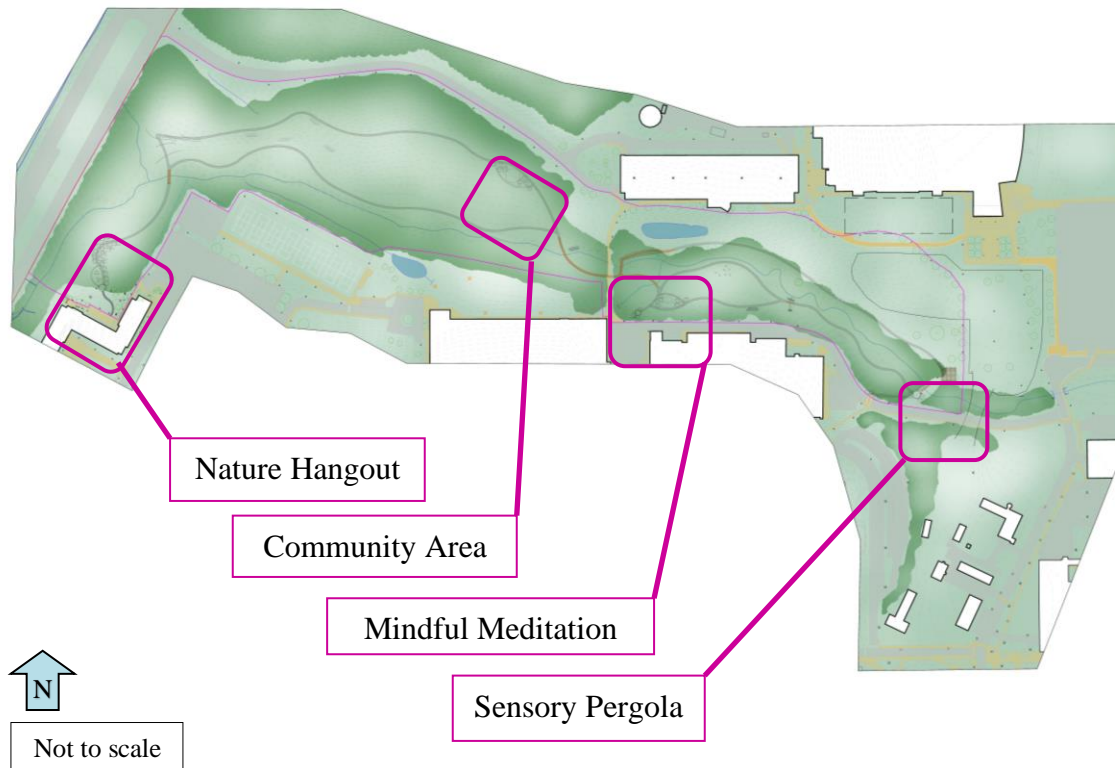 Nature Hangout
Community Area
Mindful Meditation
Sensory Pergola
N
Not to scale